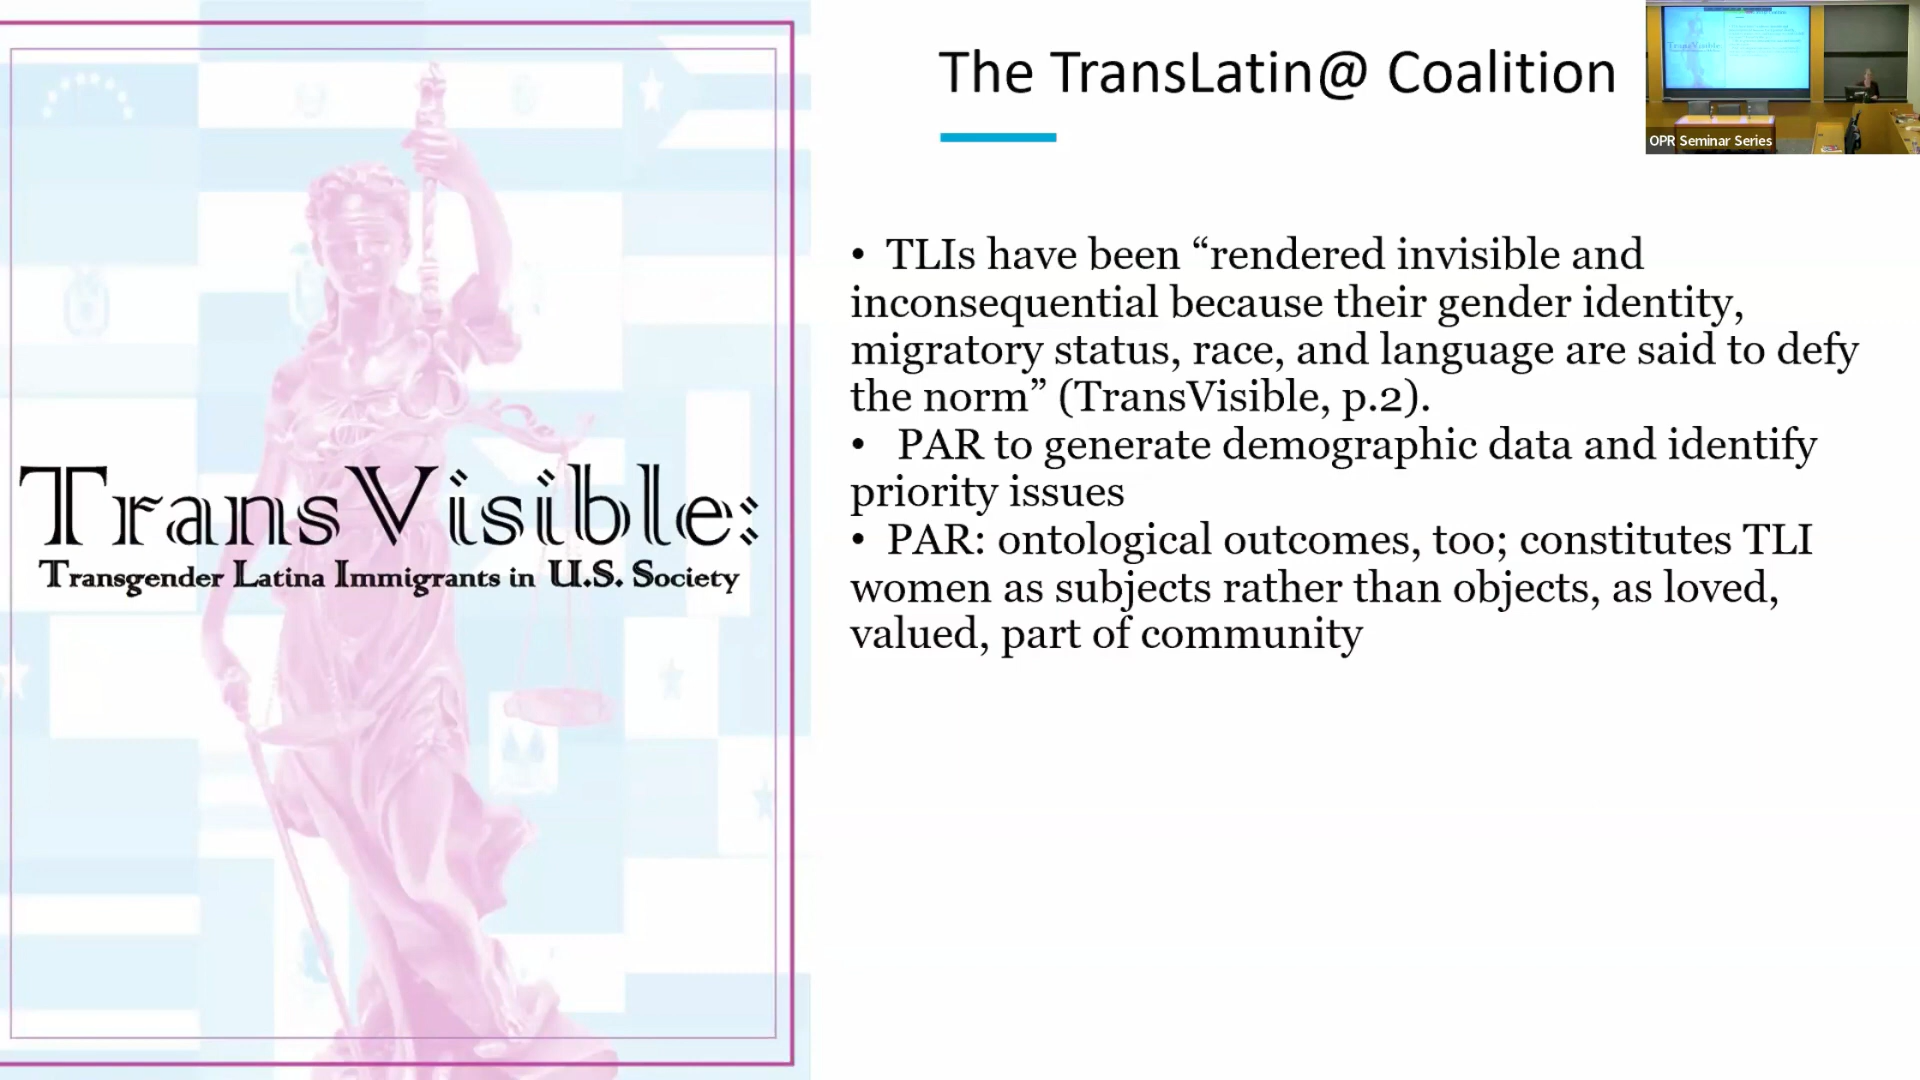 The TransLatin@ Coalition
OPR Seminar Series
• TLIs have been “rendered invisible and
inconsequential because their gender identity,
migratory status, race, and language are said to defy
the norm” (TransVisible, p.2).
• PAR to generate demographic data and identify
priority issues
• PAR: ontological outcomes, too; constitutes TLI
women as subjects rather than objects, as loved,
valued, part of community
TransVisible:
Transgender Latina Immigrants in U.S. Society